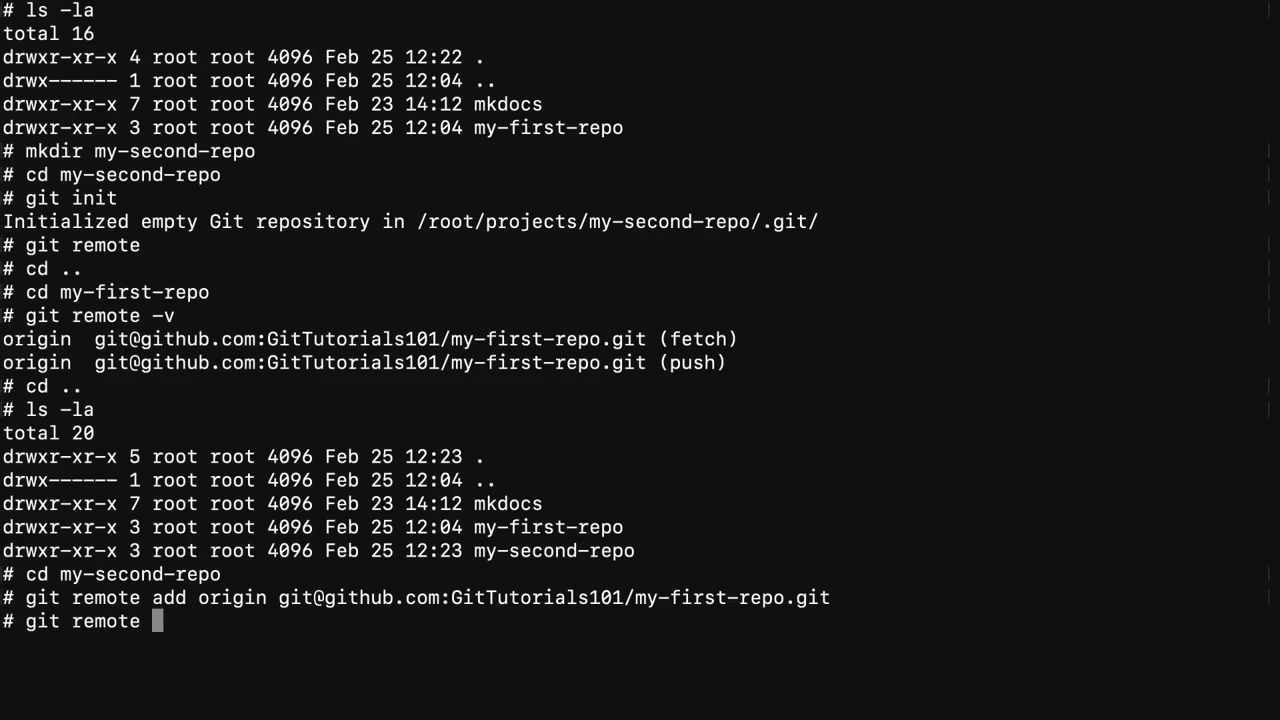 # ls -la
total 16
drwxr-xr-x 4 root root 4096 Feb 25 12:22 .
drwx------ 1 root root 4096 Feb 25 12:04 ..
drwxr-xr-x 7 root root 4096 Feb 23 14:12 mkdocs
drwxr-xr-x 3 root root 4096 Feb 25 12:04 my-first-repo
# mkdir my-second-repo
# cd my-second-repo
# git init
Initialized empty Git repository in /root/projects/my-second-repo/.git/
# git remote
# cd ..
# cd my-first-repo
# git remote -v
origin  git@github.com:GitTutorials101/my-first-repo.git (fetch)
origin  git@github.com:GitTutorials101/my-first-repo.git (push)
# cd ..
# ls -la
total 20
drwxr-xr-x 5 root root 4096 Feb 25 12:23 .
drwx------ 1 root root 4096 Feb 25 12:04 ..
drwxr-xr-x 7 root root 4096 Feb 23 14:12 mkdocs
drwxr-xr-x 3 root root 4096 Feb 25 12:04 my-first-repo
drwxr-xr-x 3 root root 4096 Feb 25 12:23 my-second-repo
# cd my-second-repo
# git remote add origin git@github.com:GitTutorials101/my-first-repo.git
# git remote